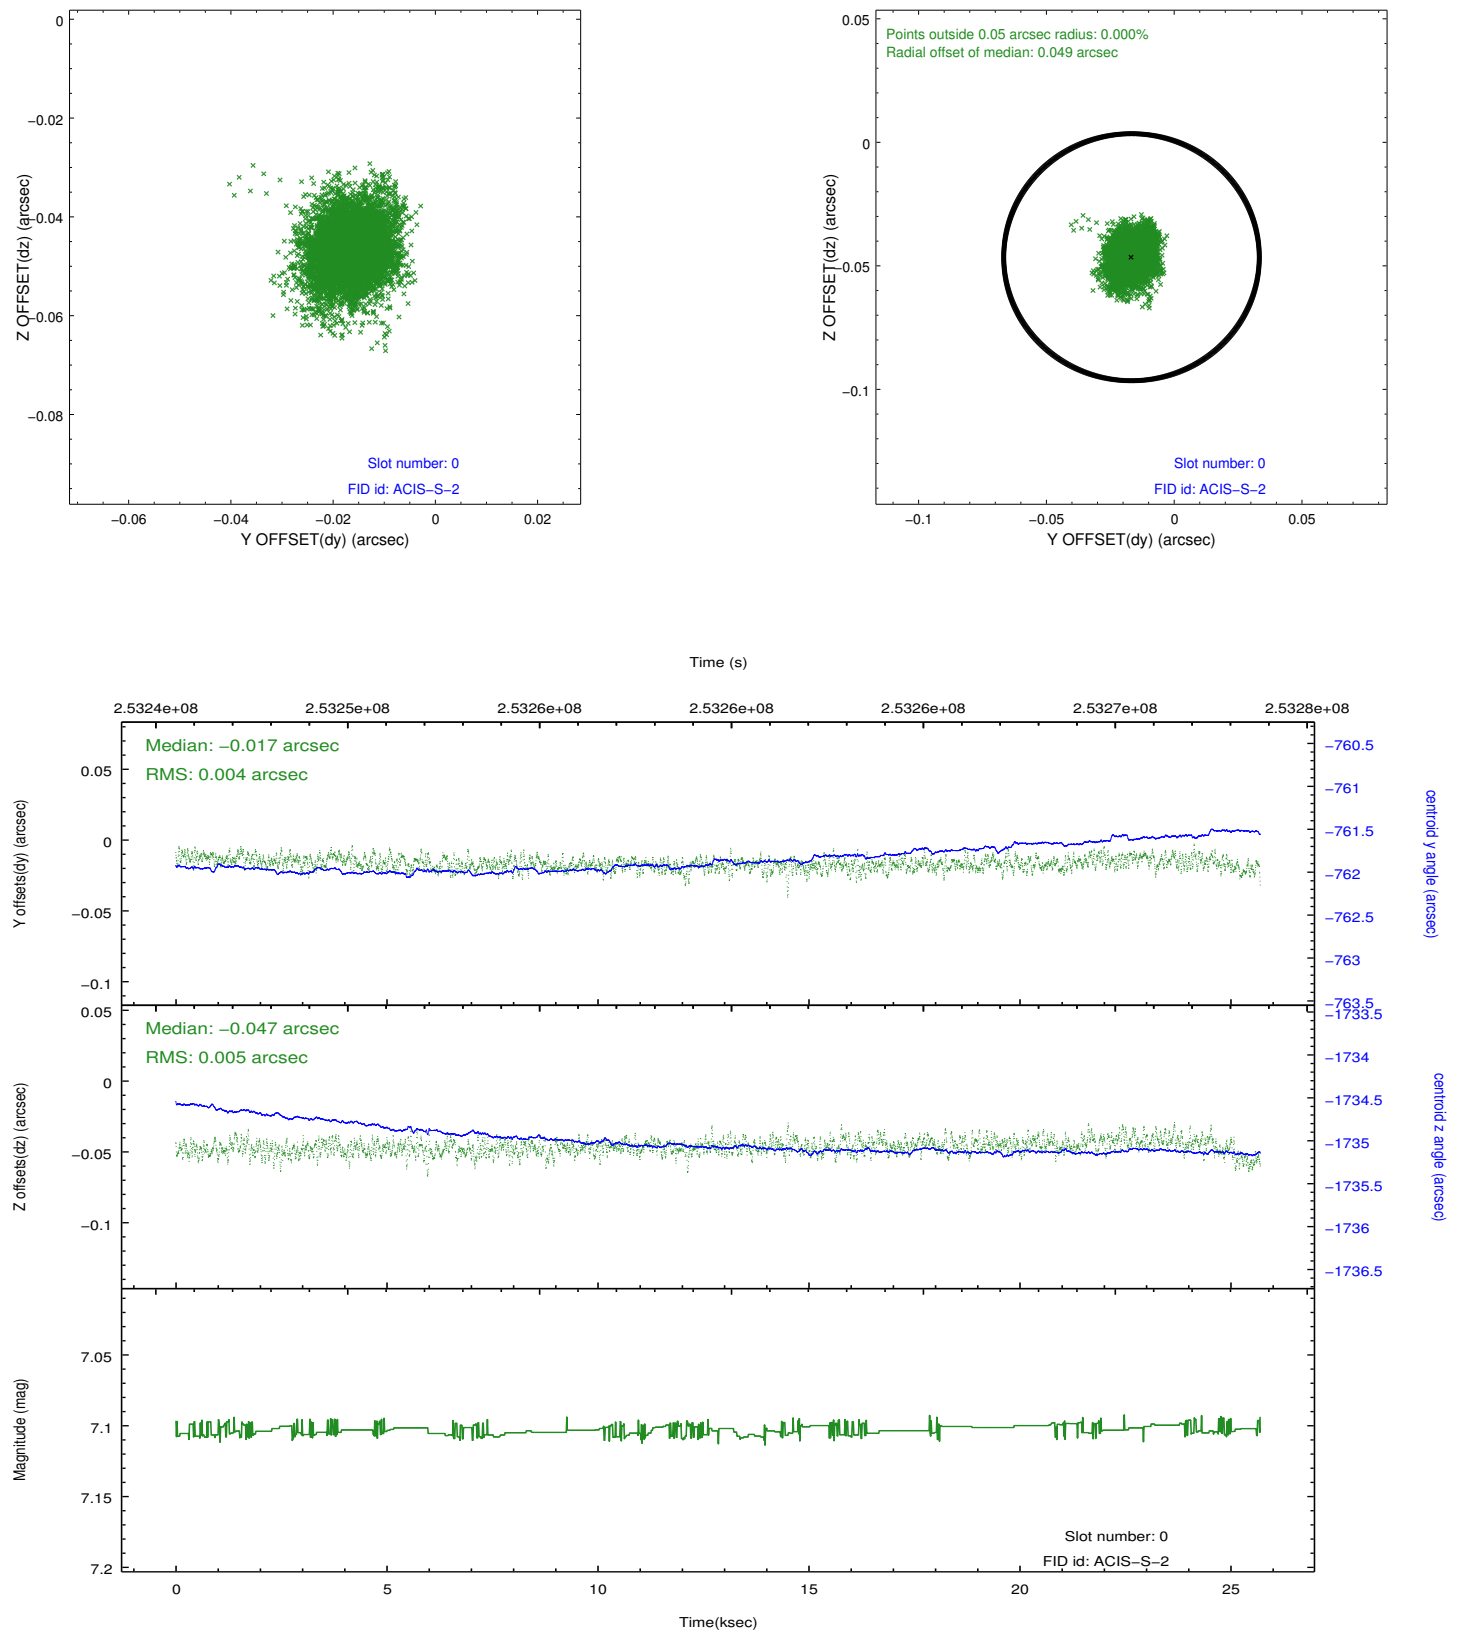 0
−0.02
−0.04
−0.06
−0.08
Z OFFSET(dz) (arcsec)
Slot number: 0
FID id: ACIS−S−2
−0.06
−0.04
−0.02
0
0.02
Y OFFSET(dy) (arcsec)
0.05
0
−0.05
−0.1
Z OFFSET(dz) (arcsec)
Points outside 0.05 arcsec radius: 0.000%
Radial offset of median: 0.049 arcsec
Slot number: 0
FID id: ACIS−S−2
−0.1
−0.05
0
0.05
Y OFFSET(dy) (arcsec)
Time (s)
2.5324e+08
2.5325e+08
2.5326e+08
2.5326e+08
2.5326e+08
2.5327e+08
2.5328e+08
Median: −0.017 arcsec
RMS: 0.004 arcsec
0.05
0
−0.05
−0.1
Y offsets(dy) (arcsec)
−760.5
−761
−761.5
−762
−762.5
−763
−763.5
centroid y angle (arcsec)
Median: −0.047 arcsec
RMS: 0.005 arcsec
0.05
0
−0.05
−0.1
Z offsets(dz) (arcsec)
−1733.5
−1734
−1734.5
−1735
−1735.5
−1736
−1736.5
centroid z angle (arcsec)
7.05
7.1
7.15
7.2
Magnitude (mag)
Slot number: 0
FID id: ACIS−S−2
0
5
10
15
20
25
Time(ksec)